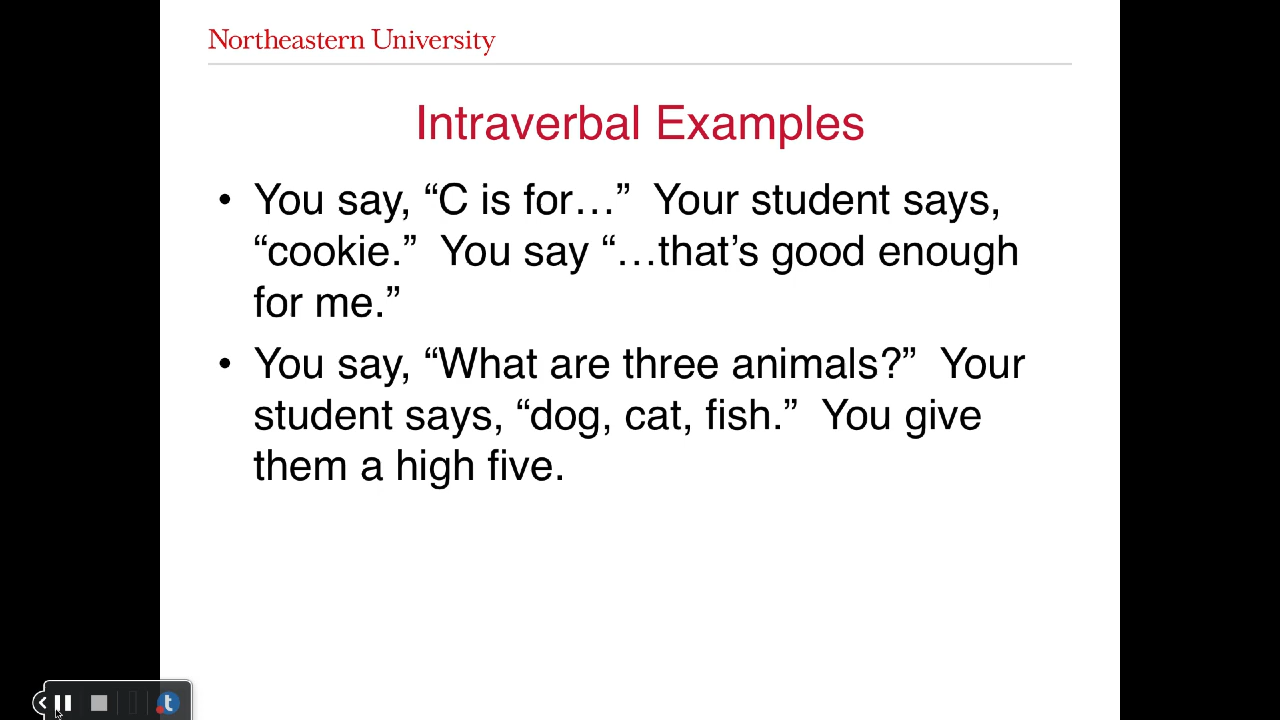 Northeastern University
Intraverbal Examples
• You say, “C is for…”  Your student says,
“cookie.”  You say “…that’s good enough
for me.”
• You say, “What are three animals?”  Your
student says, “dog, cat, fish.”  You give
them a high five.
t